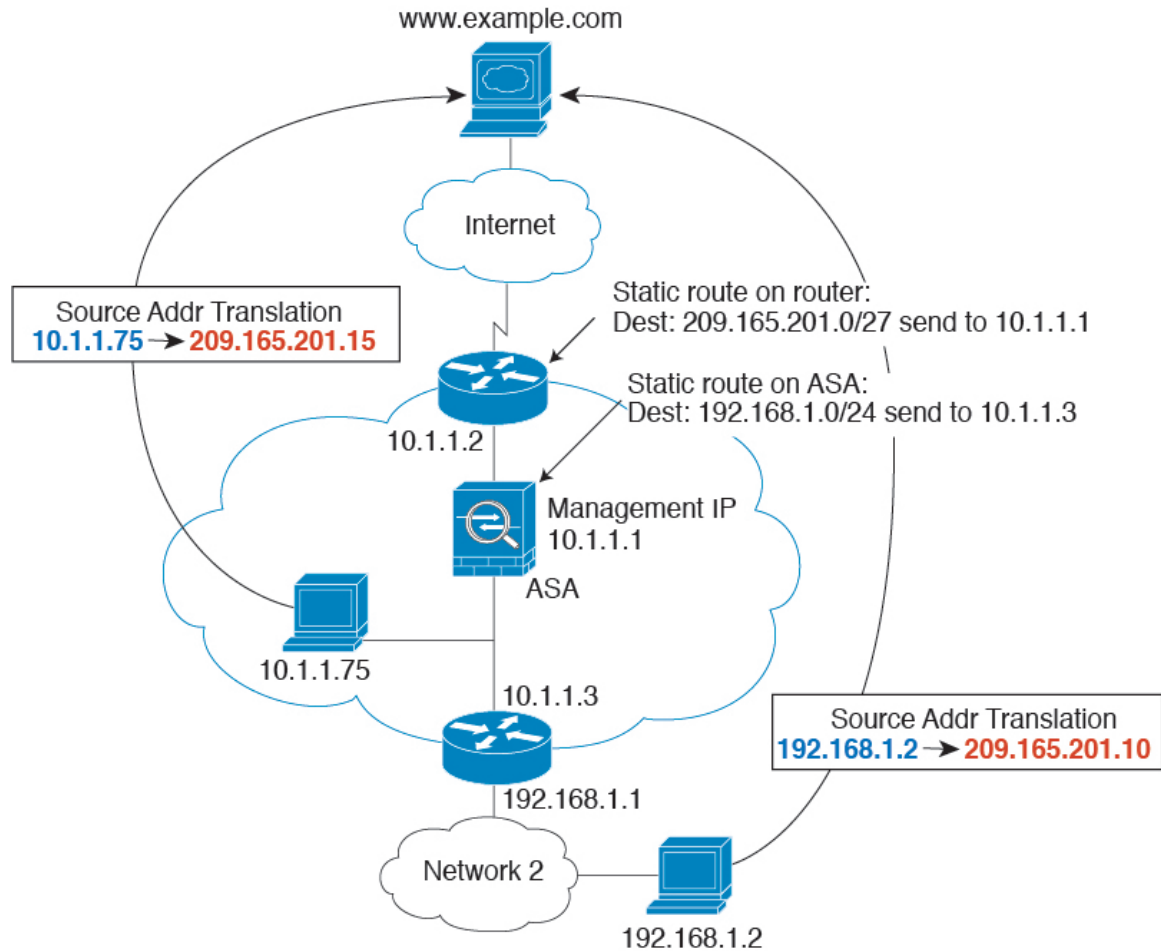 www.example.com
Internet
Source Addr Translation
10.1.1.75 209.165.201.15
Static route on router:
Dest: 209.165.201.0/27 send to 10.1.1.1
Static route on ASA:
Dest: 192.168.1.0/24 send to 10.1.1.3
10.1.1.2
Management IP
10.1.1.1
ASA
10.1.1.75
10.1.1.3
Source Addr Translation
192.168.1.2 209.165.201.10
192.168.1.1
Network 2
192.168.1.2